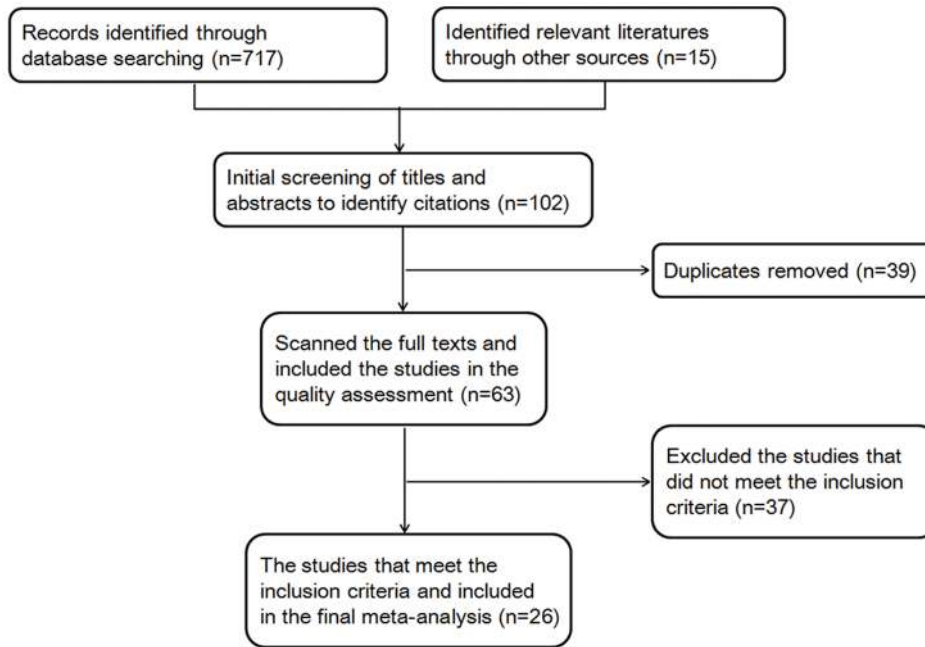 Records identified through
database searching (n=717)
Identified relevant literatures
through other sources (n=15)
Initial screening of titles and
abstracts to identify citations (n=102)
Duplicates removed (n=39)
Scanned the full texts and
included the studies in the
quality assessment (n=63)
Excluded the studies that
did not meet the inclusion
criteria (n=37)
The studies that meet the
inclusion criteria and included
in the final meta-analysis (n=26)